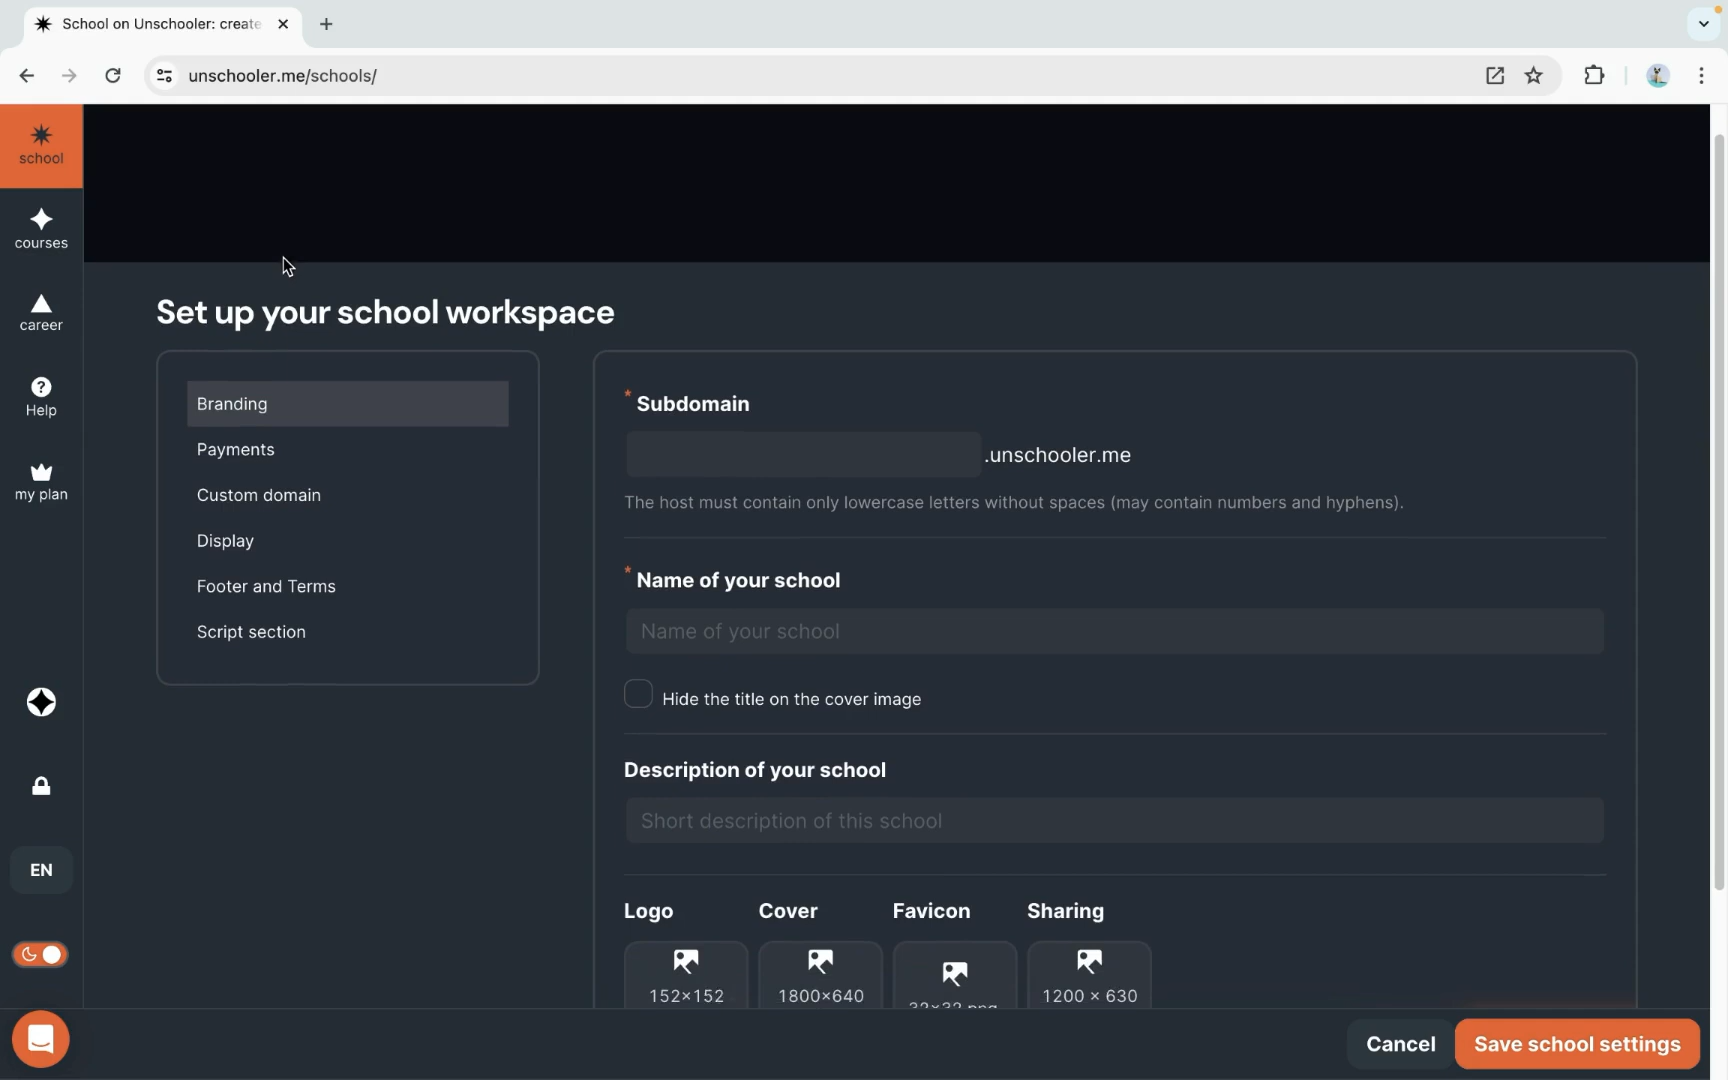 School on Unschooler: create
unschooler.me/schools/
school
courses
career
Help
my plan
EN
Set up your school workspace
Branding
Payments
Custom domain
Display
Footer and Terms
Script section
* Subdomain
.unschooler.me
The host must contain only lowercase letters without spaces (may contain numbers and hyphens).
* Name of your school
Name of your school
Hide the title on the cover image
Description of your school
Short description of this school
Logo Cover Favicon Sharing
152×152 1800×640 32×32 png 1200 × 630
Cancel Save school settings